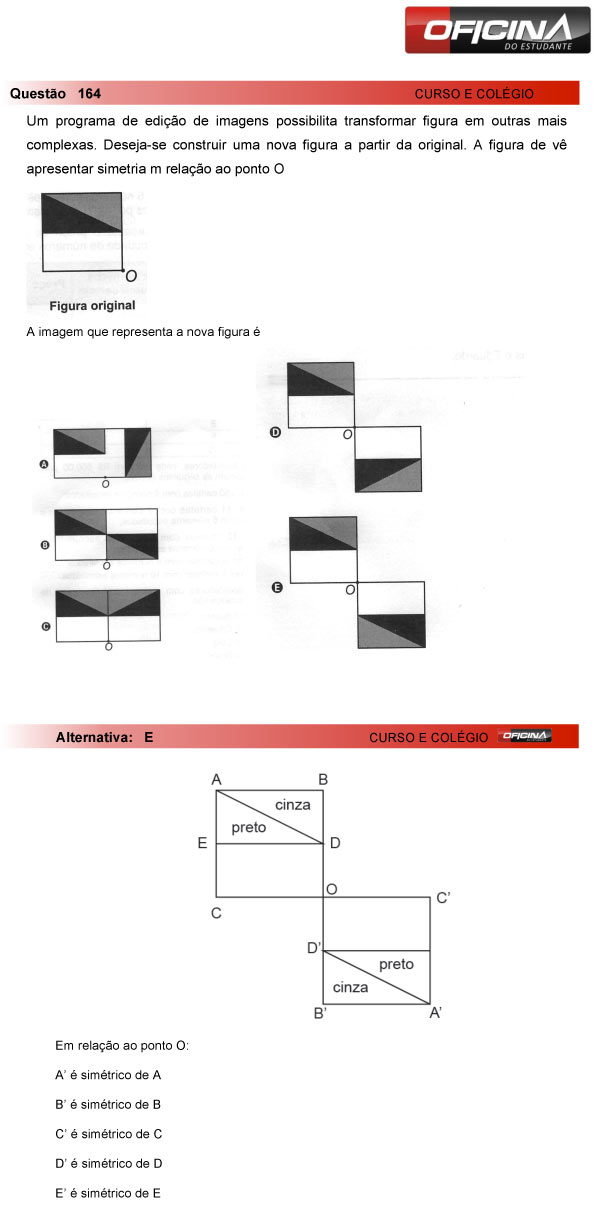 OFICINA
DO ESTUDANTE
Questão 164 CURSO E COLÉGIO
Um programa de edição de imagens possibilita transformar figura em outras mais
complexas. Deseja-se construir uma nova figura a partir da original. A figura de vê
apresentar simetria m relação ao ponto O
O
Figura original
A imagem que representa a nova figura é
A
O
B
O
C
O
D
O
E
O
Alternativa: E CURSO E COLÉGIO OFICINA
A B
cinza
preto
E D
O
C C'
D'
preto
cinza
B' A'
Em relação ao ponto O:
A' é simétrico de A
B' é simétrico de B
C' é simétrico de C
D' é simétrico de D
E' é simétrico de E